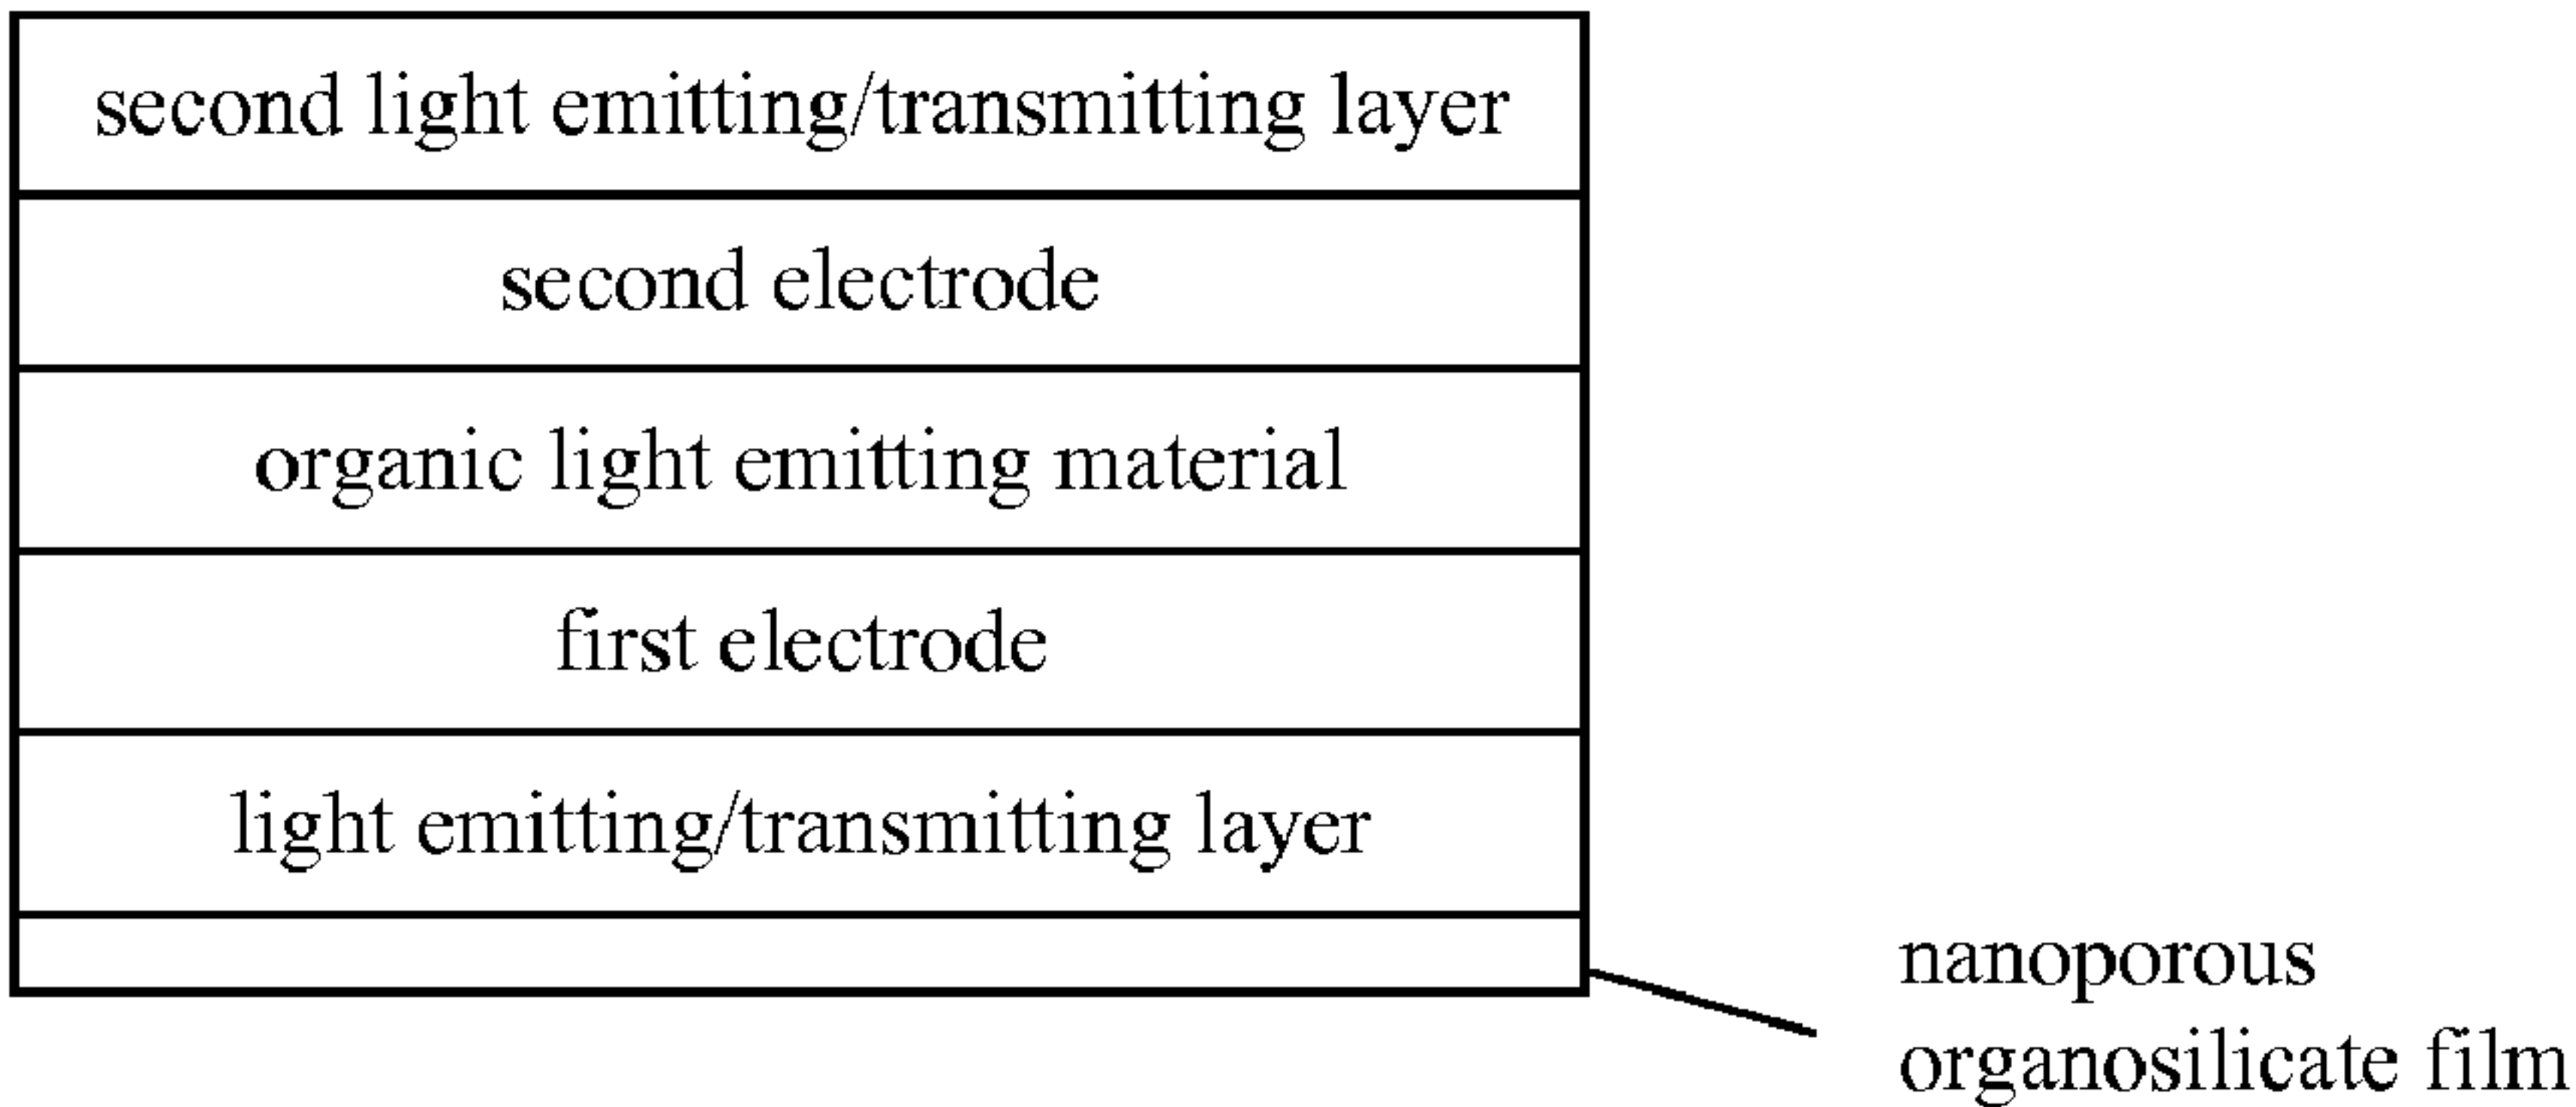 second light emitting/transmitting layer
second electrode
organic light emitting material
first electrode
light emitting/transmitting layer
nanoporous
organosilicate film